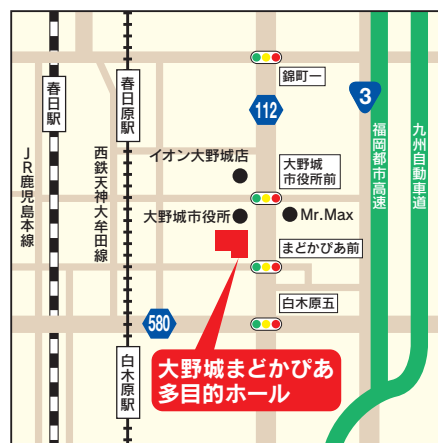 錦町一
112
3
春日駅
春日原駅
JR鹿児島本線
西鉄天神大牟田線
福岡都市高速
九州自動車道
イオン大野城店
大野城
市役所前
大野城市役所
Mr.Max
まどかぴあ前
白木原五
580
白木原駅
大野城まどかぴあ
多目的ホール